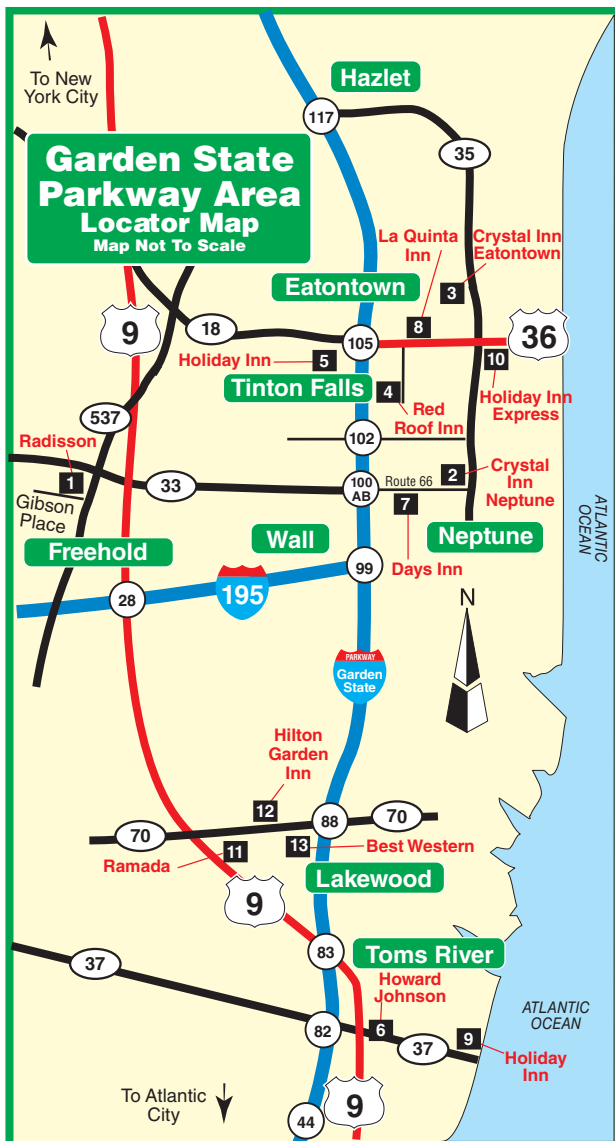 To New
York City
Hazlet
117
35
Garden State
Parkway Area
Locator Map
Map Not To Scale
La Quinta
Inn
Crystal Inn
Eatontown
3
Eatontown
9
18
8
36
105
Holiday Inn
5
10
Tinton Falls
4
Holiday Inn
Express
Red
Roof Inn
537
102
Radisson
1
33
100
AB
Route 66
2
Crystal
Inn
Neptune
Gibson
Place
7
ATLANTIC
OCEAN
Freehold
Wall
Neptune
Days Inn
99
195
28
N
PARKWAY
Garden
State
Hilton
Garden
Inn
12
88
70
70
13
Best Western
Ramada
11
Lakewood
9
83
Toms River
37
Howard
Johnson
ATLANTIC
OCEAN
82
6
37
9
Holiday
Inn
To Atlantic
City
9
44